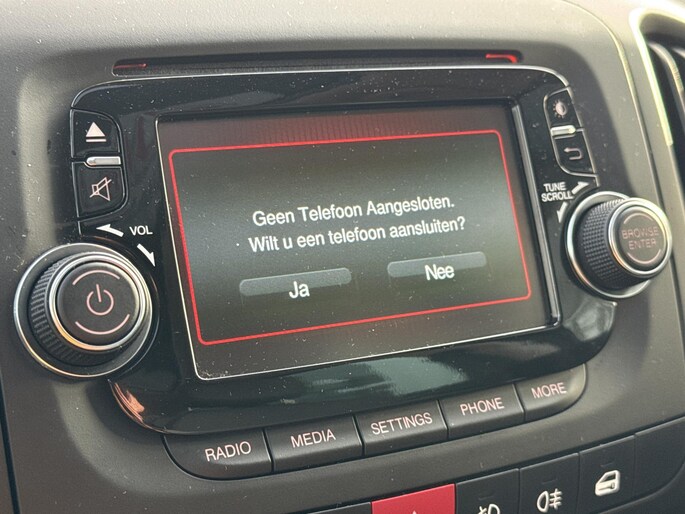 VOL
TUNE
SCROLL
BROWSE
ENTER
Geen Telefoon Aangesloten.
Wilt u een telefoon aansluiten?
Ja
Nee
RADIO
MEDIA
SETTINGS
PHONE
MORE